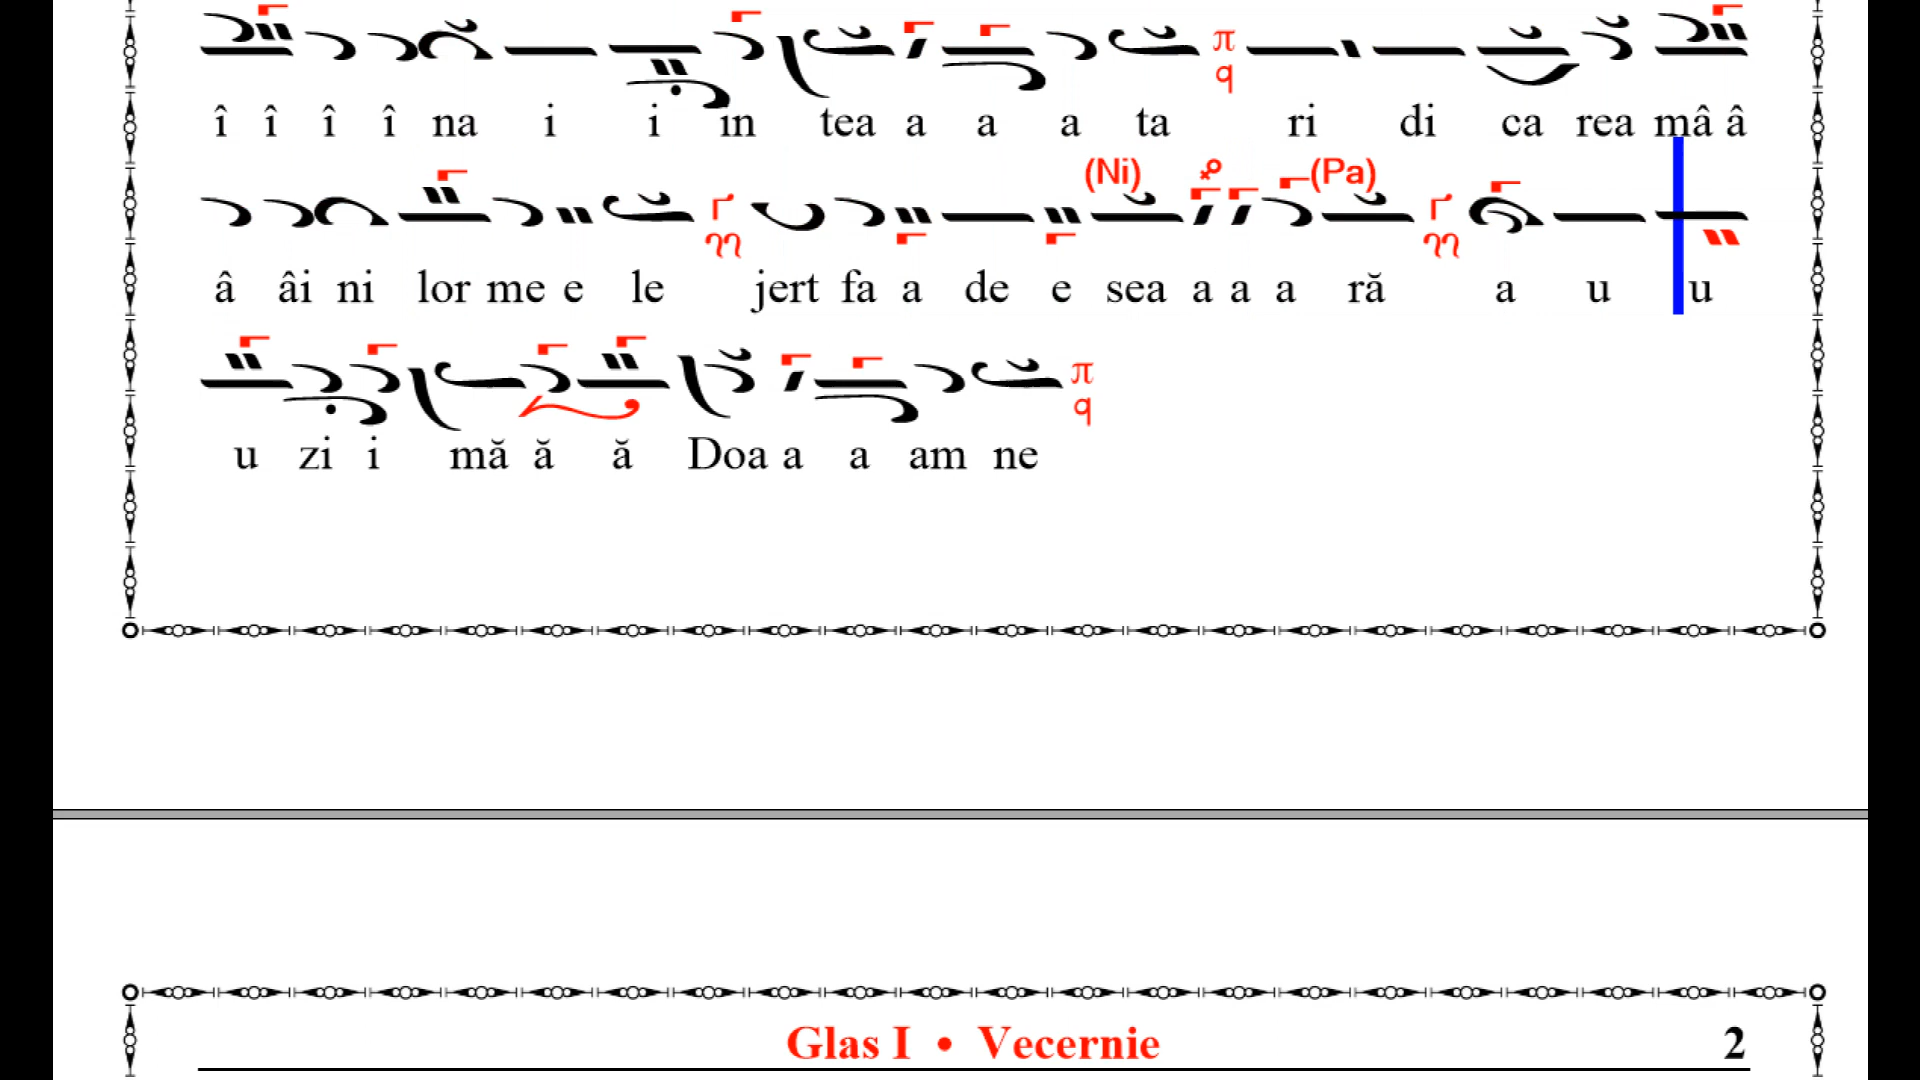 î î î î na i i in tea a a a ta π q ri di ca rea mâ â
(Ni) (Pa)
â âi ni lor me e le jert fa a de e sea a a a ră a u u
u zi i mă ă ă Doa a a am ne π q
Glas I • Vecernie 2